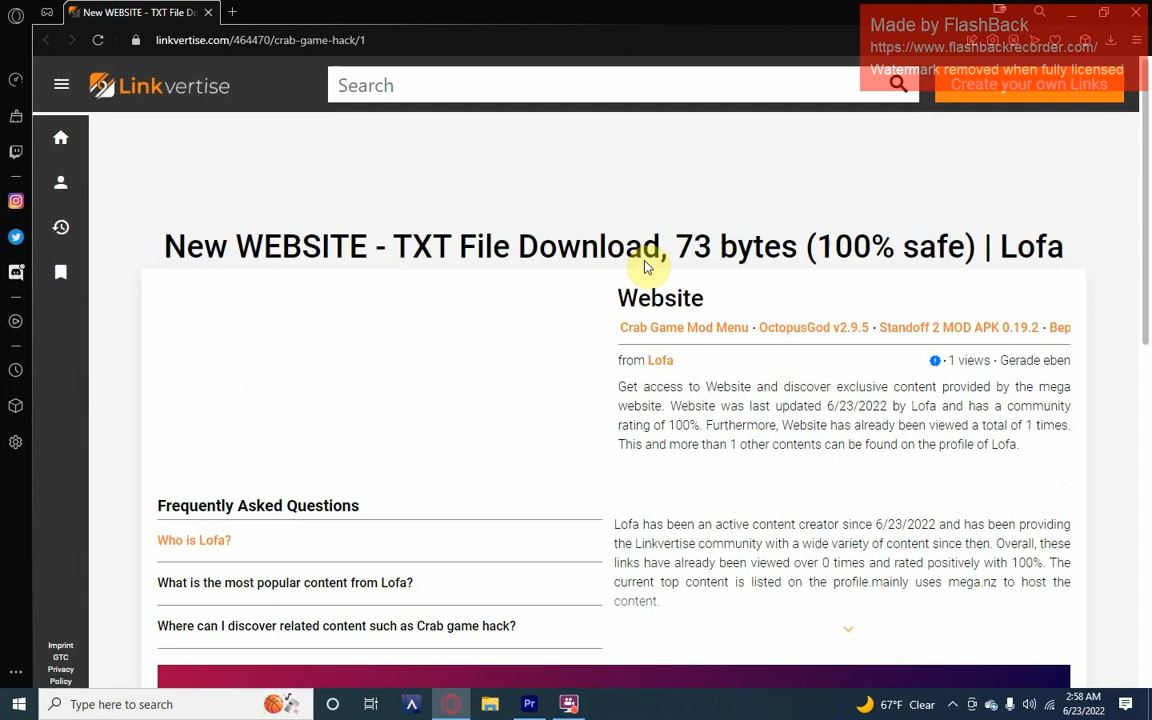 New WEBSITE - TXT File Do
linkvertise.com/464470/crab-game-hack/1
Made by FlashBack
https://www.flashbackrecorder.com/
Watermark removed when fully licensed
Linkvertise
Search
Create your own Links
New WEBSITE - TXT File Download, 73 bytes (100% safe) | Lofa
Website
Crab Game Mod Menu · OctopusGod v2.9.5 · Standoff 2 MOD APK 0.19.2 · Bep
from Lofa
· 1 views · Gerade eben
Get access to Website and discover exclusive content provided by the mega
website. Website was last updated 6/23/2022 by Lofa and has a community
rating of 100%. Furthermore, Website has already been viewed a total of 1 times.
This and more than 1 other contents can be found on the profile of Lofa.
Frequently Asked Questions
Who is Lofa?
What is the most popular content from Lofa?
Where can I discover related content such as Crab game hack?
Lofa has been an active content creator since 6/23/2022 and has been providing
the Linkvertise community with a wide variety of content since then. Overall, these
links have already been viewed over 0 times and rated positively with 100%. The
current top content is listed on the profile.mainly uses mega.nz to host the
content.
Imprint
GTC
Privacy
Policy
Type here to search
Pr
67°F Clear
2:58 AM
6/23/2022